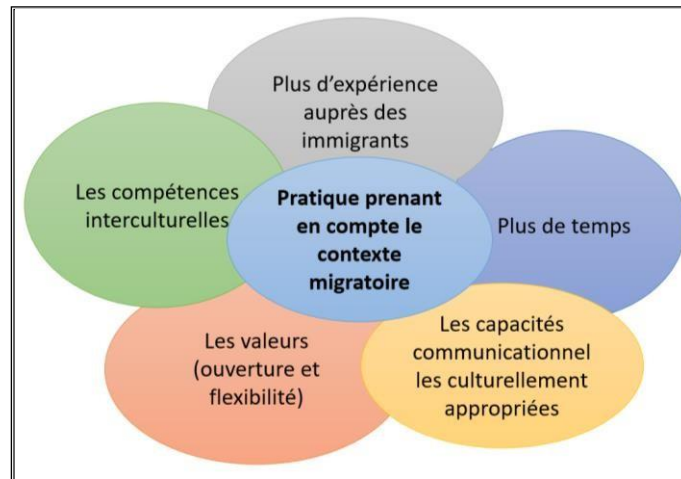 Plus d’expérience
auprès des
immigrants
Les compétences
interculturelles
Pratique prenant
en compte le
contexte
migratoire
Plus de temps
Les valeurs
(ouverture et
flexibilité)
Les capacités
communicationnel
les culturellement
appropriées